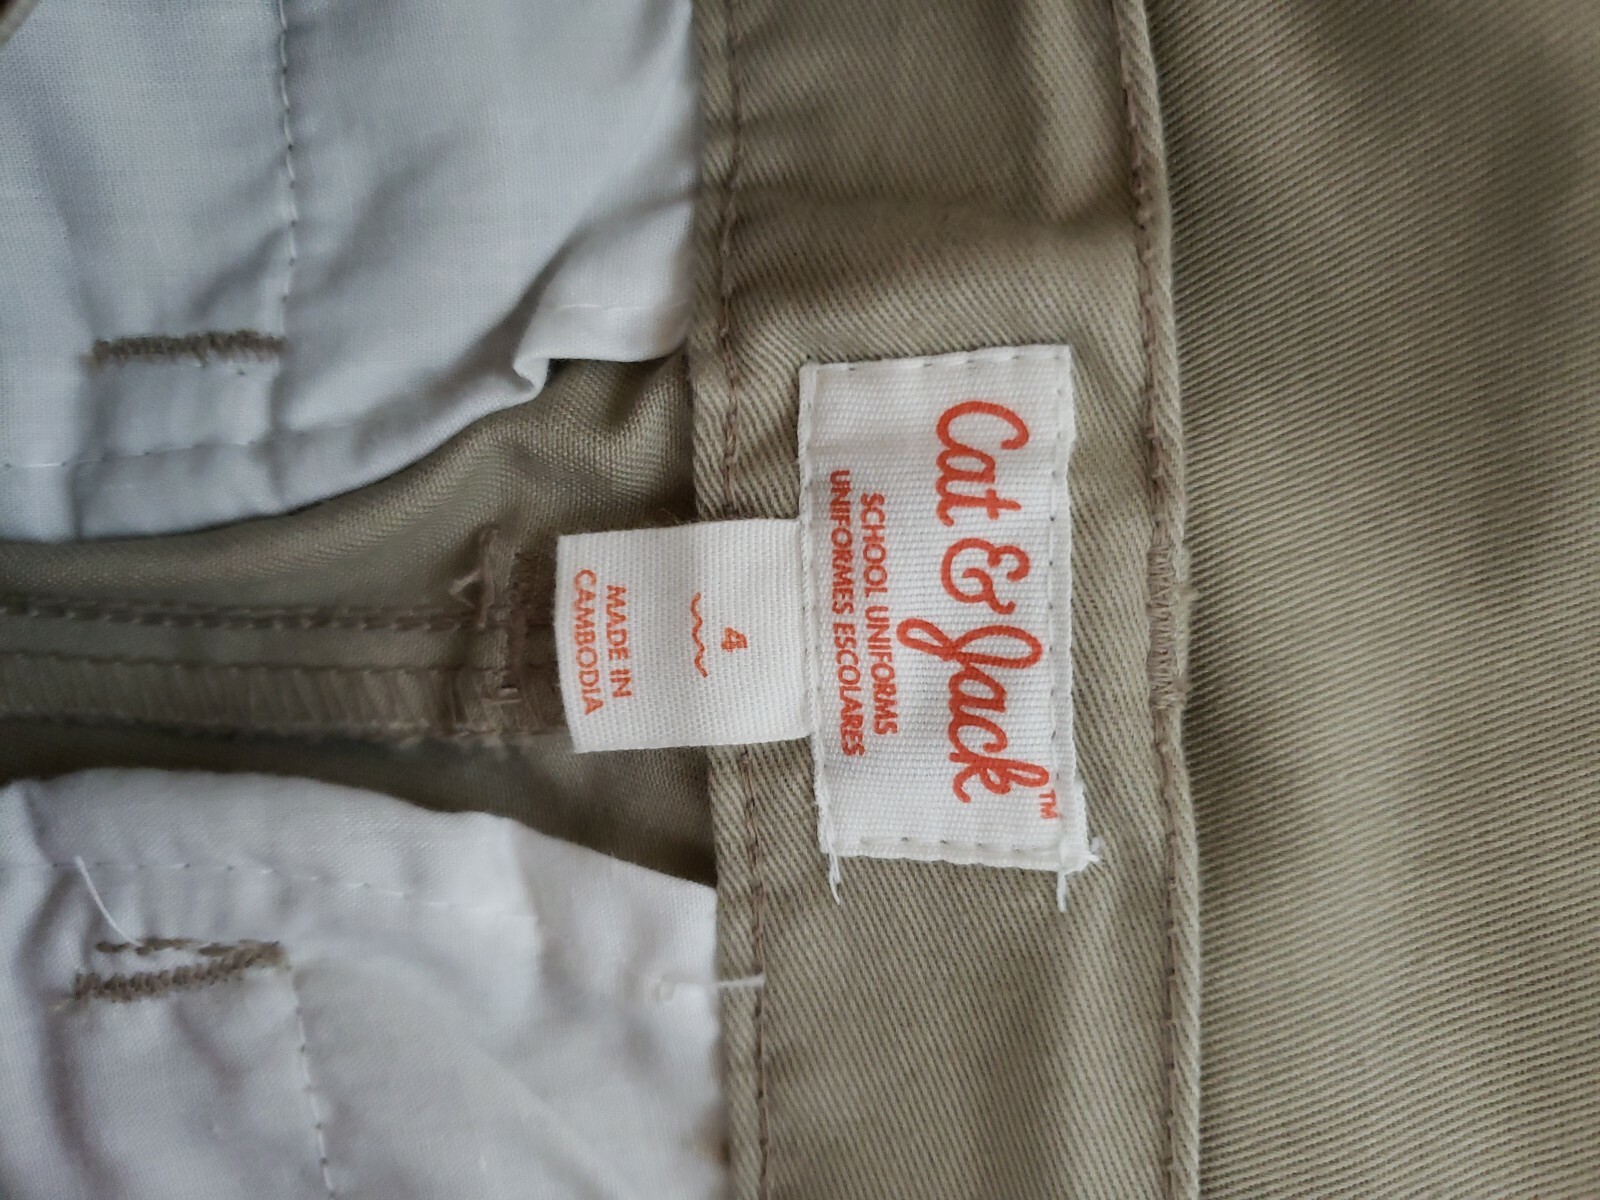 Cat & Jack™
SCHOOL UNIFORMS
UNIFORMES ESCOLARES
4
MADE IN
CAMBODIA